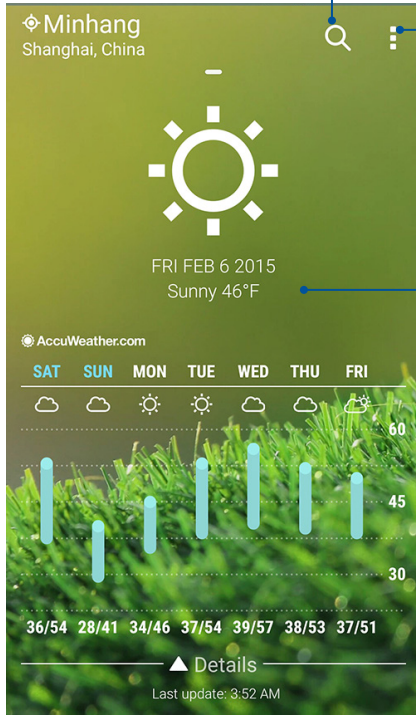 Minhang
Shanghai, China
FRI FEB 6 2015
Sunny 46°F
AccuWeather.com
SAT SUN MON TUE WED THU FRI
60
45
30
36/54 28/41 34/46 37/54 39/57 38/53 37/51
Details
Last update: 3:52 AM